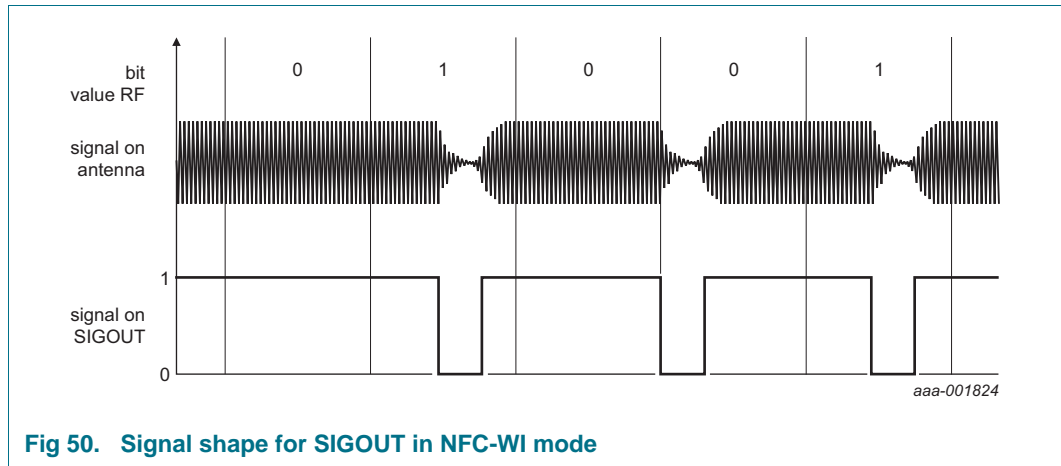 bit
value RF
0 1 0 0 1
signal on
antenna
1
signal on
SIGOUT
0
aaa-001824
Fig 50. Signal shape for SIGOUT in NFC-WI mode